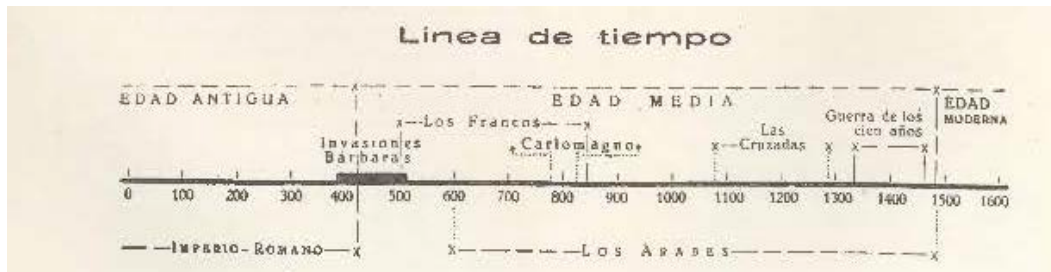 Linea de tiempo
EDAD ANTIGUA
EDAD MEDIA
EDAD
MODERNA
Los Francos
Invasiones
Bárbaras
Carlomagno
Las
Cruzadas
Guerra de los
cien años
0 100 200 300 400 500 600 700 800 900 1000 1100 1200 1300 1400 1500 1600
IMPERIO-ROMANO
LOS ARABES